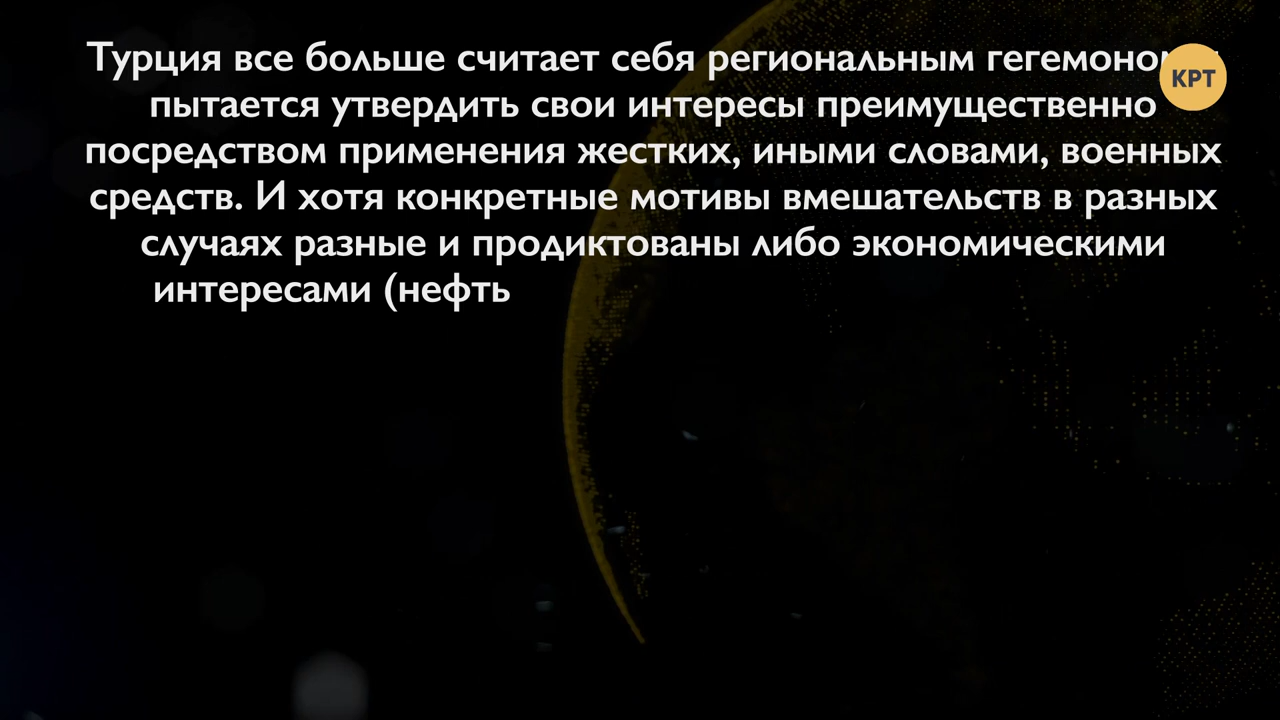 Турция все больше считает себя региональным
пытается утвердить свои интересы преимущественно
посредством применения жестких, иными словами, военных
средств. И хотя конкретные мотивы вмешательств в разных
случаях разные и продиктованы либо экономическими
интересами (нефть
КРТ